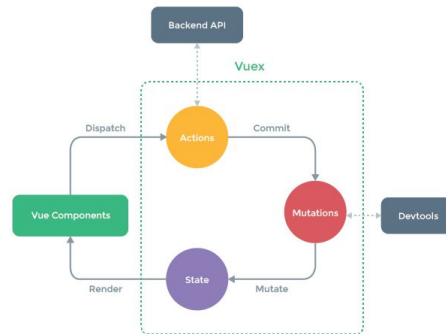 Backend API
Vuex
Dispatch
Commit
Actions
Vue Components
Mutations
Devtools
State
Render
Mutate